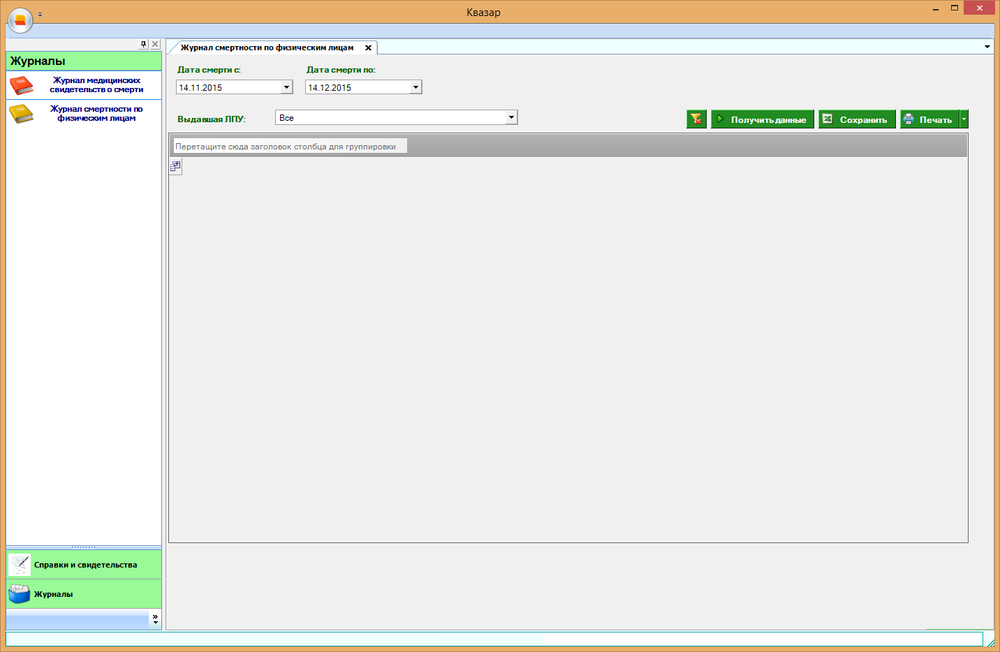 Квазар
Журналы
Журнал медицинских
свидетельств о смерти
Журнал смертности по
физическим лицам
Справки и свидетельства
Журналы
Журнал смертности по физическим лицам
Дата смерти с:
Дата смерти по:
14.11.2015
14.12.2015
Выдавшая ЛПУ:
Все
Получить данные
Сохранить
Печать
Перетащите сюда заголовок столбца для группировки